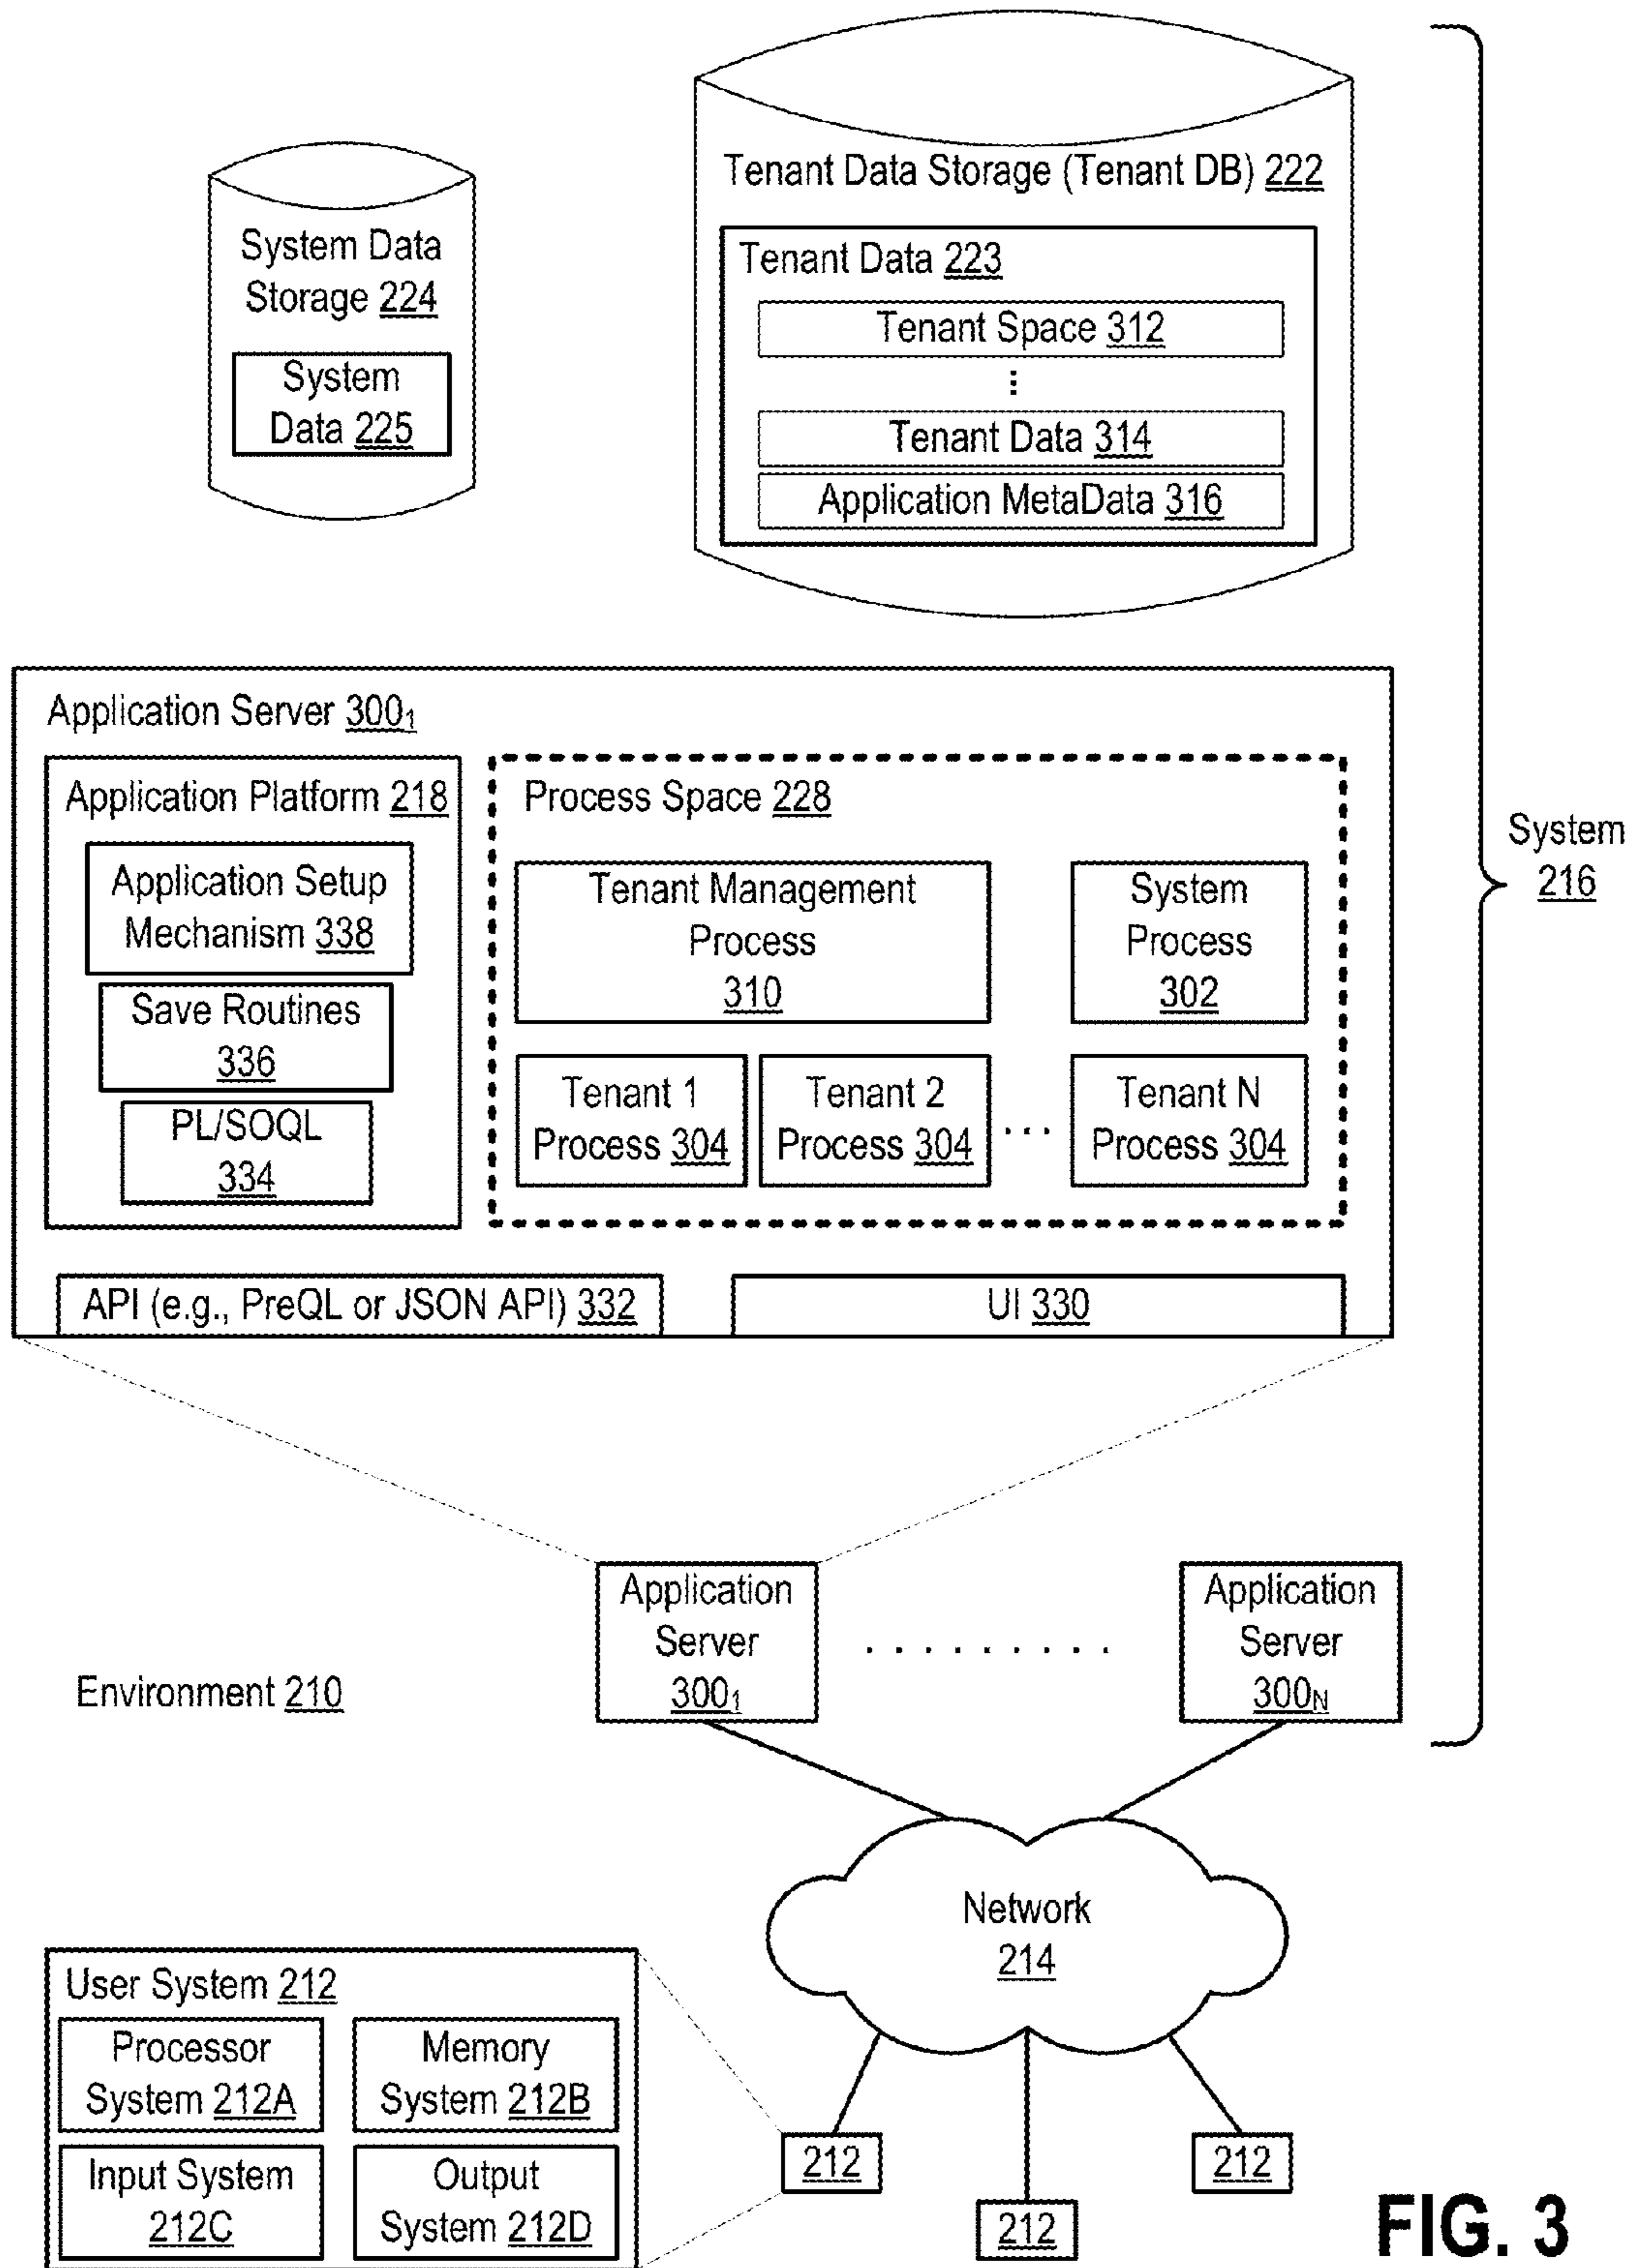 System Data
Storage 224
System
Data 225
Tenant Data Storage (Tenant DB) 222
Tenant Data 223
Tenant Space 312
⋮
Tenant Data 314
Application MetaData 316
System
216
Application Server 300₁
Application Platform 218
Application Setup
Mechanism 338
Save Routines
336
PL/SOQL
334
Process Space 228
Tenant Management
Process
310
System
Process
302
Tenant 1
Process 304
Tenant 2
Process 304
...
Tenant N
Process 304
API (e.g., PreQL or JSON API) 332
UI 330
Environment 210
Application
Server
300₁
. . . . . . . . .
Application
Server
300N
Network
214
User System 212
Processor
System 212A
Memory
System 212B
Input System
212C
Output
System 212D
212
212
212
FIG. 3